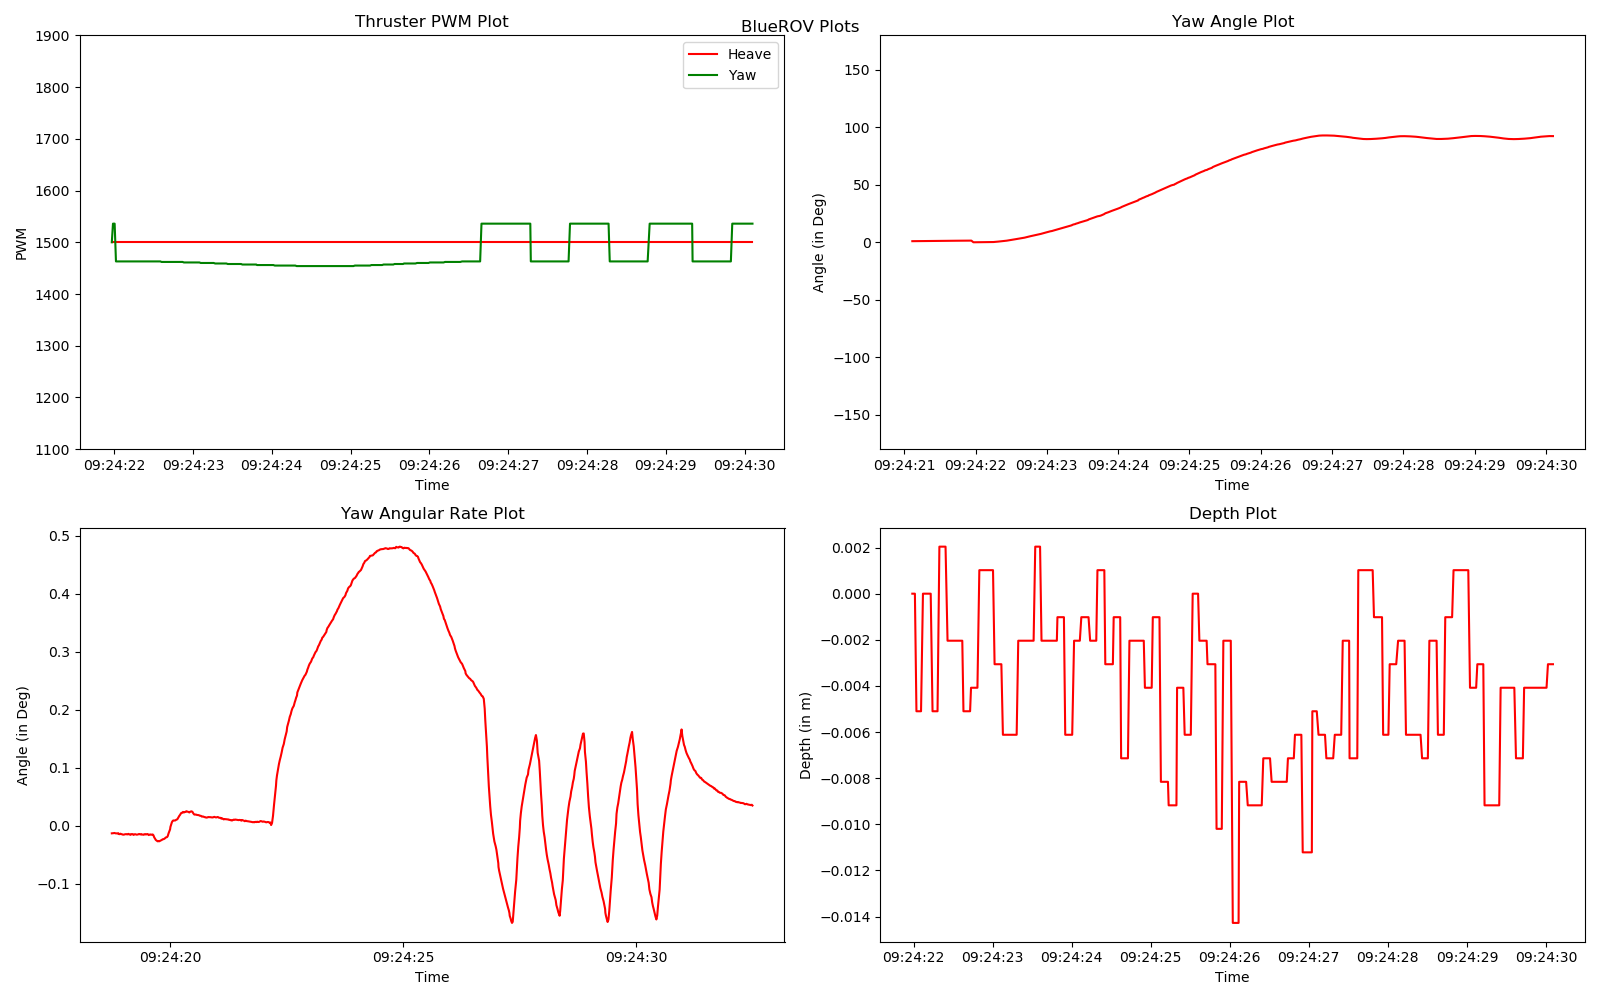 BlueROV Plots
Thruster PWM Plot
PWM
1900
1800
1700
1600
1500
1400
1300
1200
1100
Heave
Yaw
09:24:22 09:24:23 09:24:24 09:24:25 09:24:26 09:24:27 09:24:28 09:24:29 09:24:30
Time
Yaw Angle Plot
Angle (in Deg)
150
100
50
0
−50
−100
−150
09:24:21 09:24:22 09:24:23 09:24:24 09:24:25 09:24:26 09:24:27 09:24:28 09:24:29 09:24:30
Time
Yaw Angular Rate Plot
Angle (in Deg)
0.5
0.4
0.3
0.2
0.1
0.0
−0.1
09:24:20 09:24:25 09:24:30
Time
Depth Plot
Depth (in m)
0.002
0.000
−0.002
−0.004
−0.006
−0.008
−0.010
−0.012
−0.014
09:24:22 09:24:23 09:24:24 09:24:25 09:24:26 09:24:27 09:24:28 09:24:29 09:24:30
Time